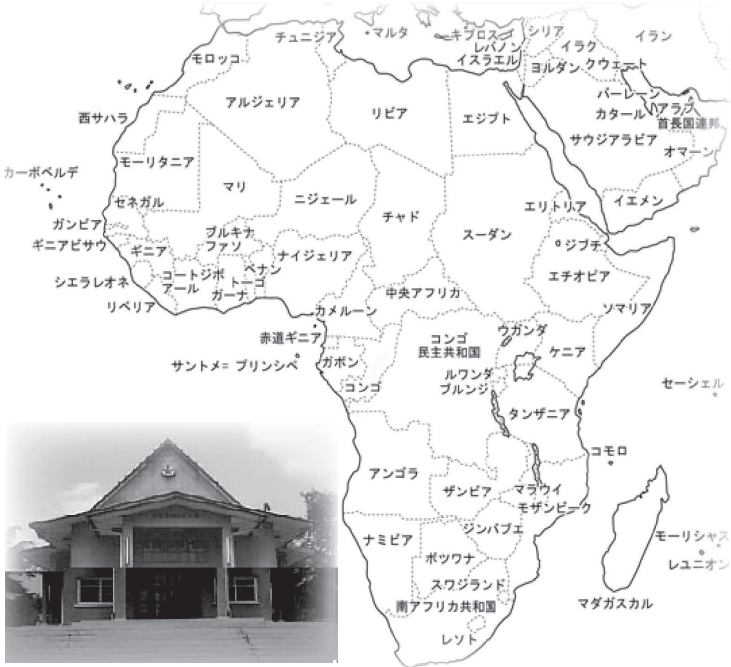 チュニジア
マルタ
キプロス
シリア
レバノン
イラク
イラン
モロッコ
イスラエル
ヨルダン
クウェート
アルジェリア
リビア
エジプト
バーレーン
カタール
アラブ
首長国連邦
西サハラ
サウジアラビア
オマーン
モーリタニア
カーボベルデ
マリ
ニジェール
チャド
スーダン
エリトリア
イエメン
セネガル
ガンビア
ギニアビサウ
ギニア
ブルキナ
ファソ
ナイジェリア
ジブチ
シエラレオネ
コートジボ
アール
ベナン
トーゴ
ガーナ
リベリア
中央アフリカ
エチオピア
ソマリア
カメルーン
赤道ギニア
サントメ= プリンシペ
ガボン
コンゴ
コンゴ
民主共和国
ウガンダ
ケニア
ルワンダ
ブルンジ
セーシェル
タンザニア
コモロ
アンゴラ
ザンビア
マラウイ
モザンビーク
ナミビア
ジンバブエ
ボツワナ
モーリシャス
レユニオン
スワジランド
南アフリカ共和国
マダガスカル
レソト